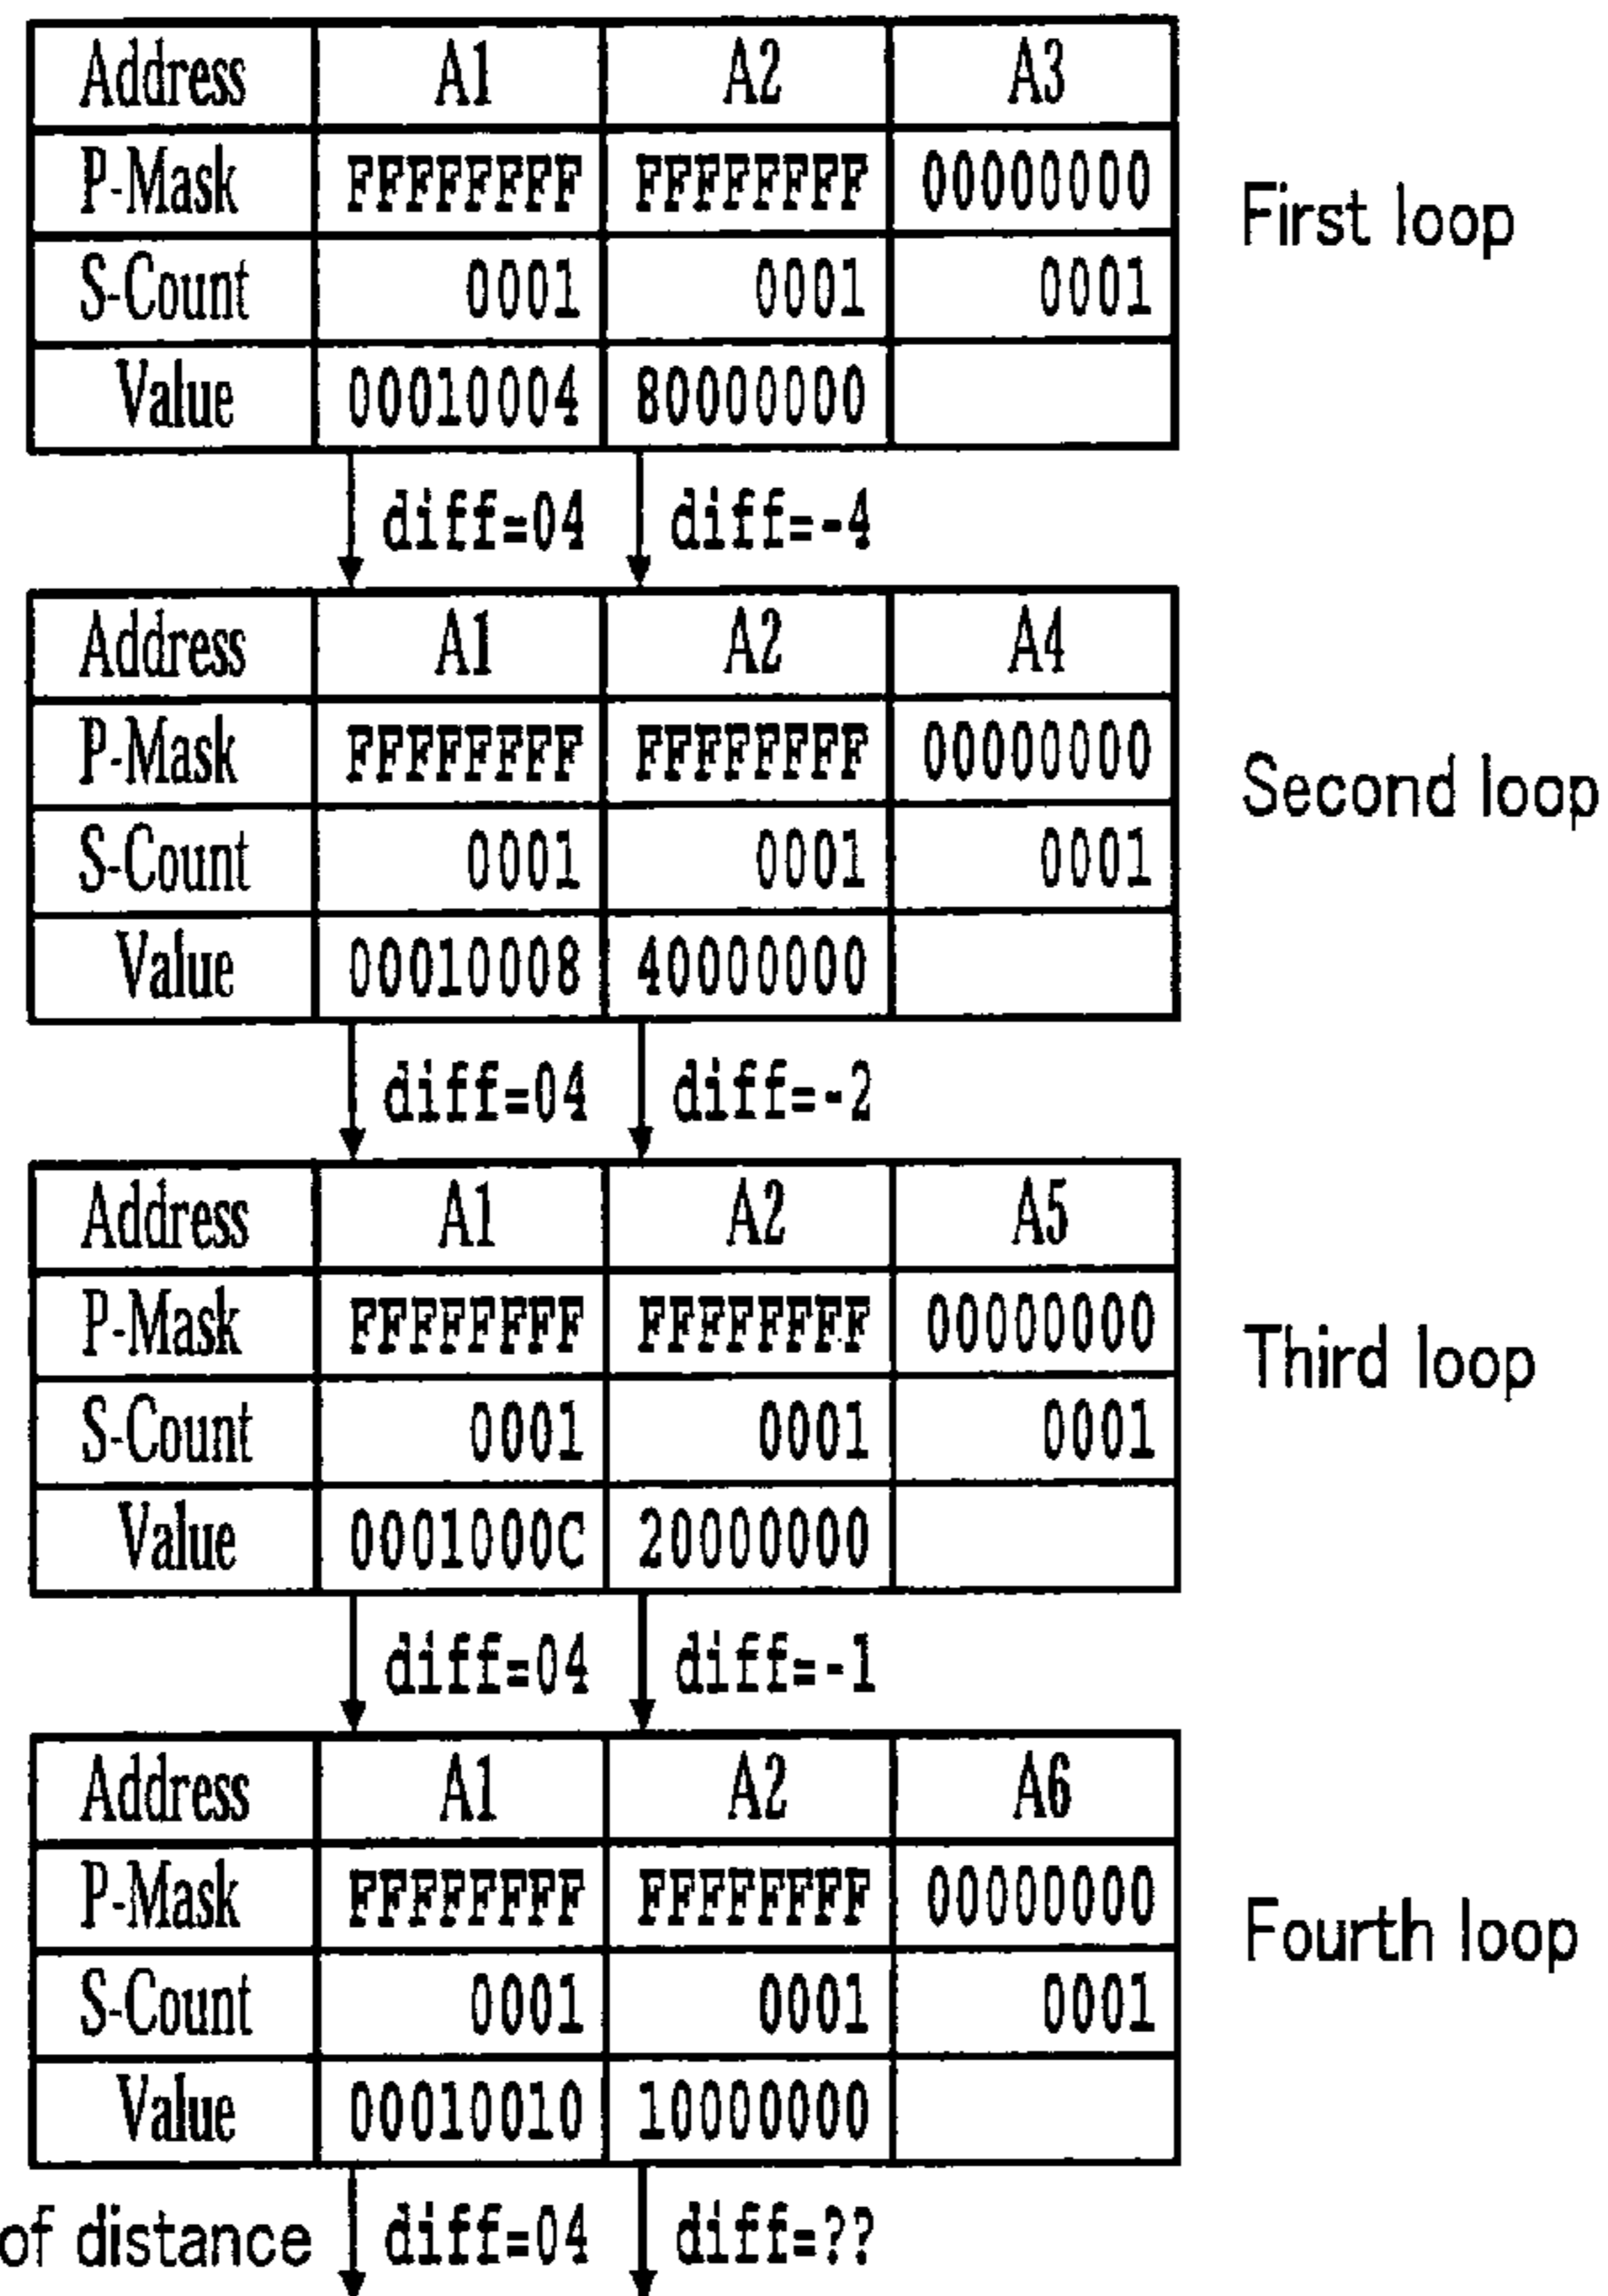 Address A1 A2 A3
P-Mask FFFFFFFF FFFFFFFF 00000000
First loop
S-Count 0001 0001 0001
Value 00010004 80000000
diff=04 diff=-4
Address A1 A2 A4
P-Mask FFFFFFFF FFFFFFFF 00000000
Second loop
S-Count 0001 0001 0001
Value 00010008 40000000
diff=04 diff=-2
Address A1 A2 A5
P-Mask FFFFFFFF FFFFFFFF 00000000
Third loop
S-Count 0001 0001 0001
Value 0001000C 20000000
diff=04 diff=-1
Address A1 A2 A6
P-Mask FFFFFFFF FFFFFFFF 00000000
Fourth loop
S-Count 0001 0001 0001
Value 00010010 10000000
of distance diff=04 diff=??